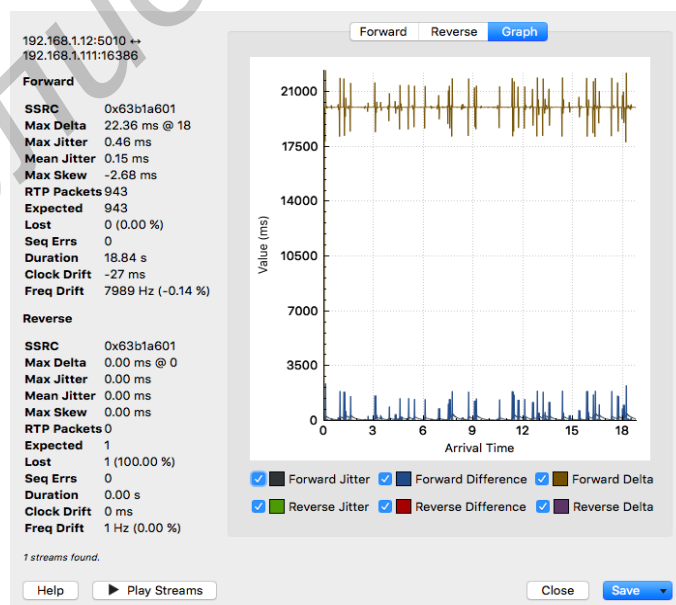 192.168.1.12:5010 ↔
192.168.1.111:16386
Forward
SSRC 0x63b1a601
Max Delta 22.36 ms @ 18
Max Jitter 0.46 ms
Mean Jitter 0.15 ms
Max Skew -2.68 ms
RTP Packets 943
Expected 943
Lost 0 (0.00 %)
Seq Errs 0
Duration 18.84 s
Clock Drift -27 ms
Freq Drift 7989 Hz (-0.14 %)
Reverse
SSRC 0x63b1a601
Max Delta 0.00 ms @ 0
Max Jitter 0.00 ms
Mean Jitter 0.00 ms
Max Skew 0.00 ms
RTP Packets 0
Expected 1
Lost 1 (100.00 %)
Seq Errs 0
Duration 0.00 s
Clock Drift 0 ms
Freq Drift 1 Hz (0.00 %)
1 streams found.
Forward Reverse Graph
21000
17500
14000
10500
7000
3500
0
Value (ms)
0 3 6 9 12 15 18
Arrival Time
Forward Jitter Forward Difference Forward Delta
Reverse Jitter Reverse Difference Reverse Delta
Help Play Streams Close Save